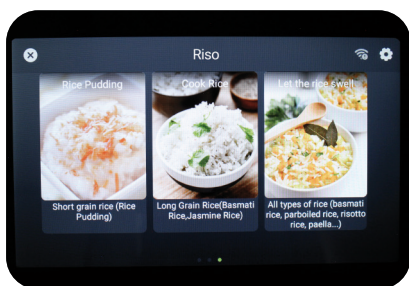 Riso
Rice Pudding
Cook Rice
Let the rice swell
Short grain rice (Rice
Pudding)
Long Grain Rice(Basmati
Rice,Jasmine Rice)
All types of rice (basmati
rice, parboiled rice, risotto
rice, paella...)